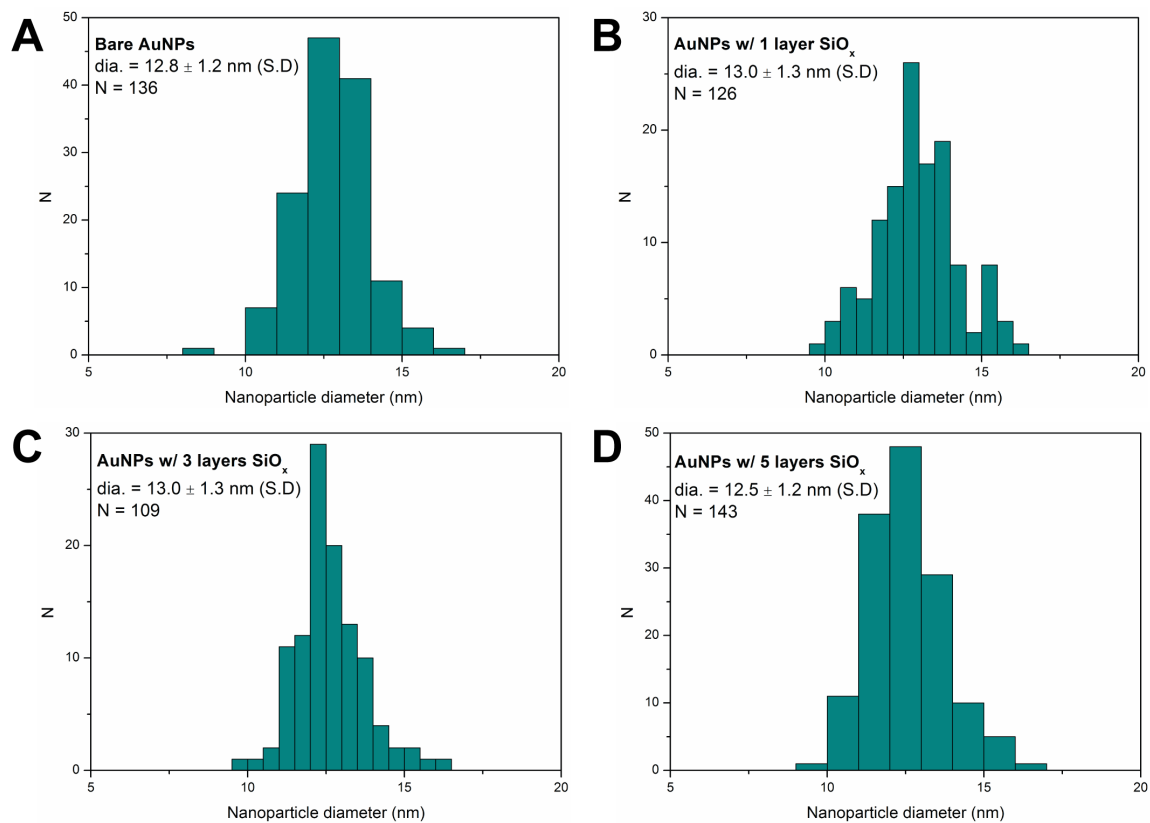 A
Bare AuNPs
dia. = 12.8 ± 1.2 nm (S.D)
N = 136
50
40
30
20
10
0
N
5
10
15
20
Nanoparticle diameter (nm)
B
AuNPs w/ 1 layer SiOx
dia. = 13.0 ± 1.3 nm (S.D)
N = 126
30
20
10
0
N
5
10
15
20
Nanoparticle diameter (nm)
C
AuNPs w/ 3 layers SiOx
dia. = 13.0 ± 1.3 nm (S.D)
N = 109
30
20
10
0
N
5
10
15
20
Nanoparticle diameter (nm)
D
AuNPs w/ 5 layers SiOx
dia. = 12.5 ± 1.2 nm (S.D)
N = 143
50
40
30
20
10
0
N
5
10
15
20
Nanoparticle diameter (nm)